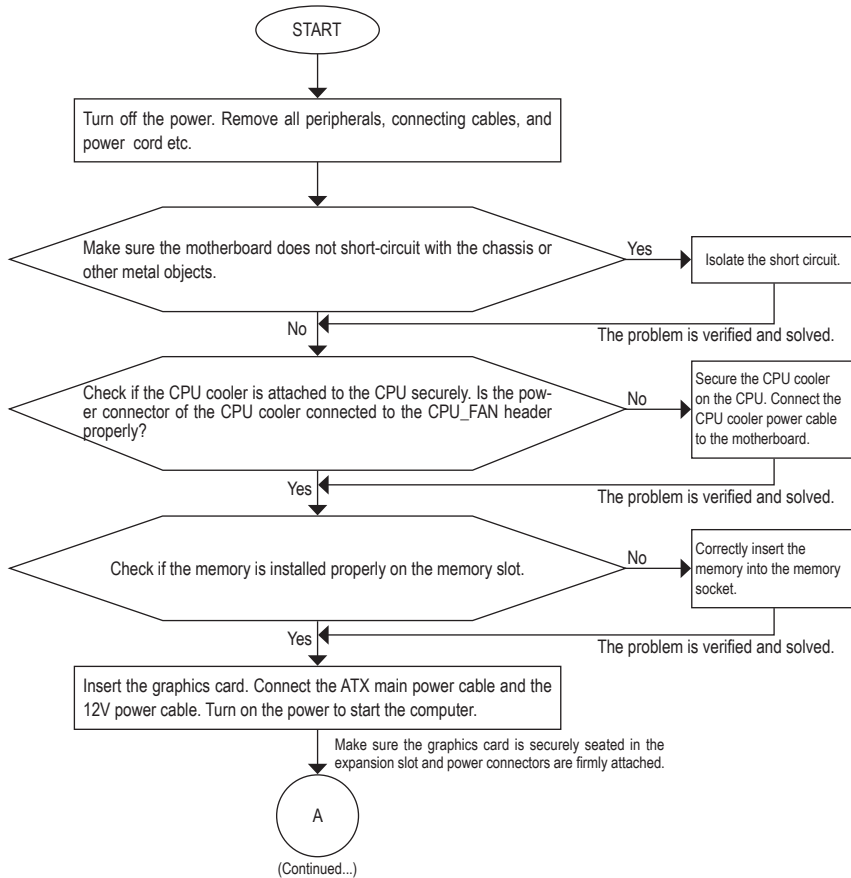 START
Turn off the power. Remove all peripherals, connecting cables, and
power cord etc.
Make sure the motherboard does not short-circuit with the chassis or
other metal objects.
Yes
Isolate the short circuit.
No
The problem is verified and solved.
Check if the CPU cooler is attached to the CPU securely. Is the pow-
er connector of the CPU cooler connected to the CPU_FAN header
properly?
No
Secure the CPU cooler
on the CPU. Connect the
CPU cooler power cable
to the motherboard.
Yes
The problem is verified and solved.
Check if the memory is installed properly on the memory slot.
No
Correctly insert the
memory into the memory
socket.
Yes
The problem is verified and solved.
Insert the graphics card. Connect the ATX main power cable and the
12V power cable. Turn on the power to start the computer.
Make sure the graphics card is securely seated in the
expansion slot and power connectors are firmly attached.
A
(Continued...)